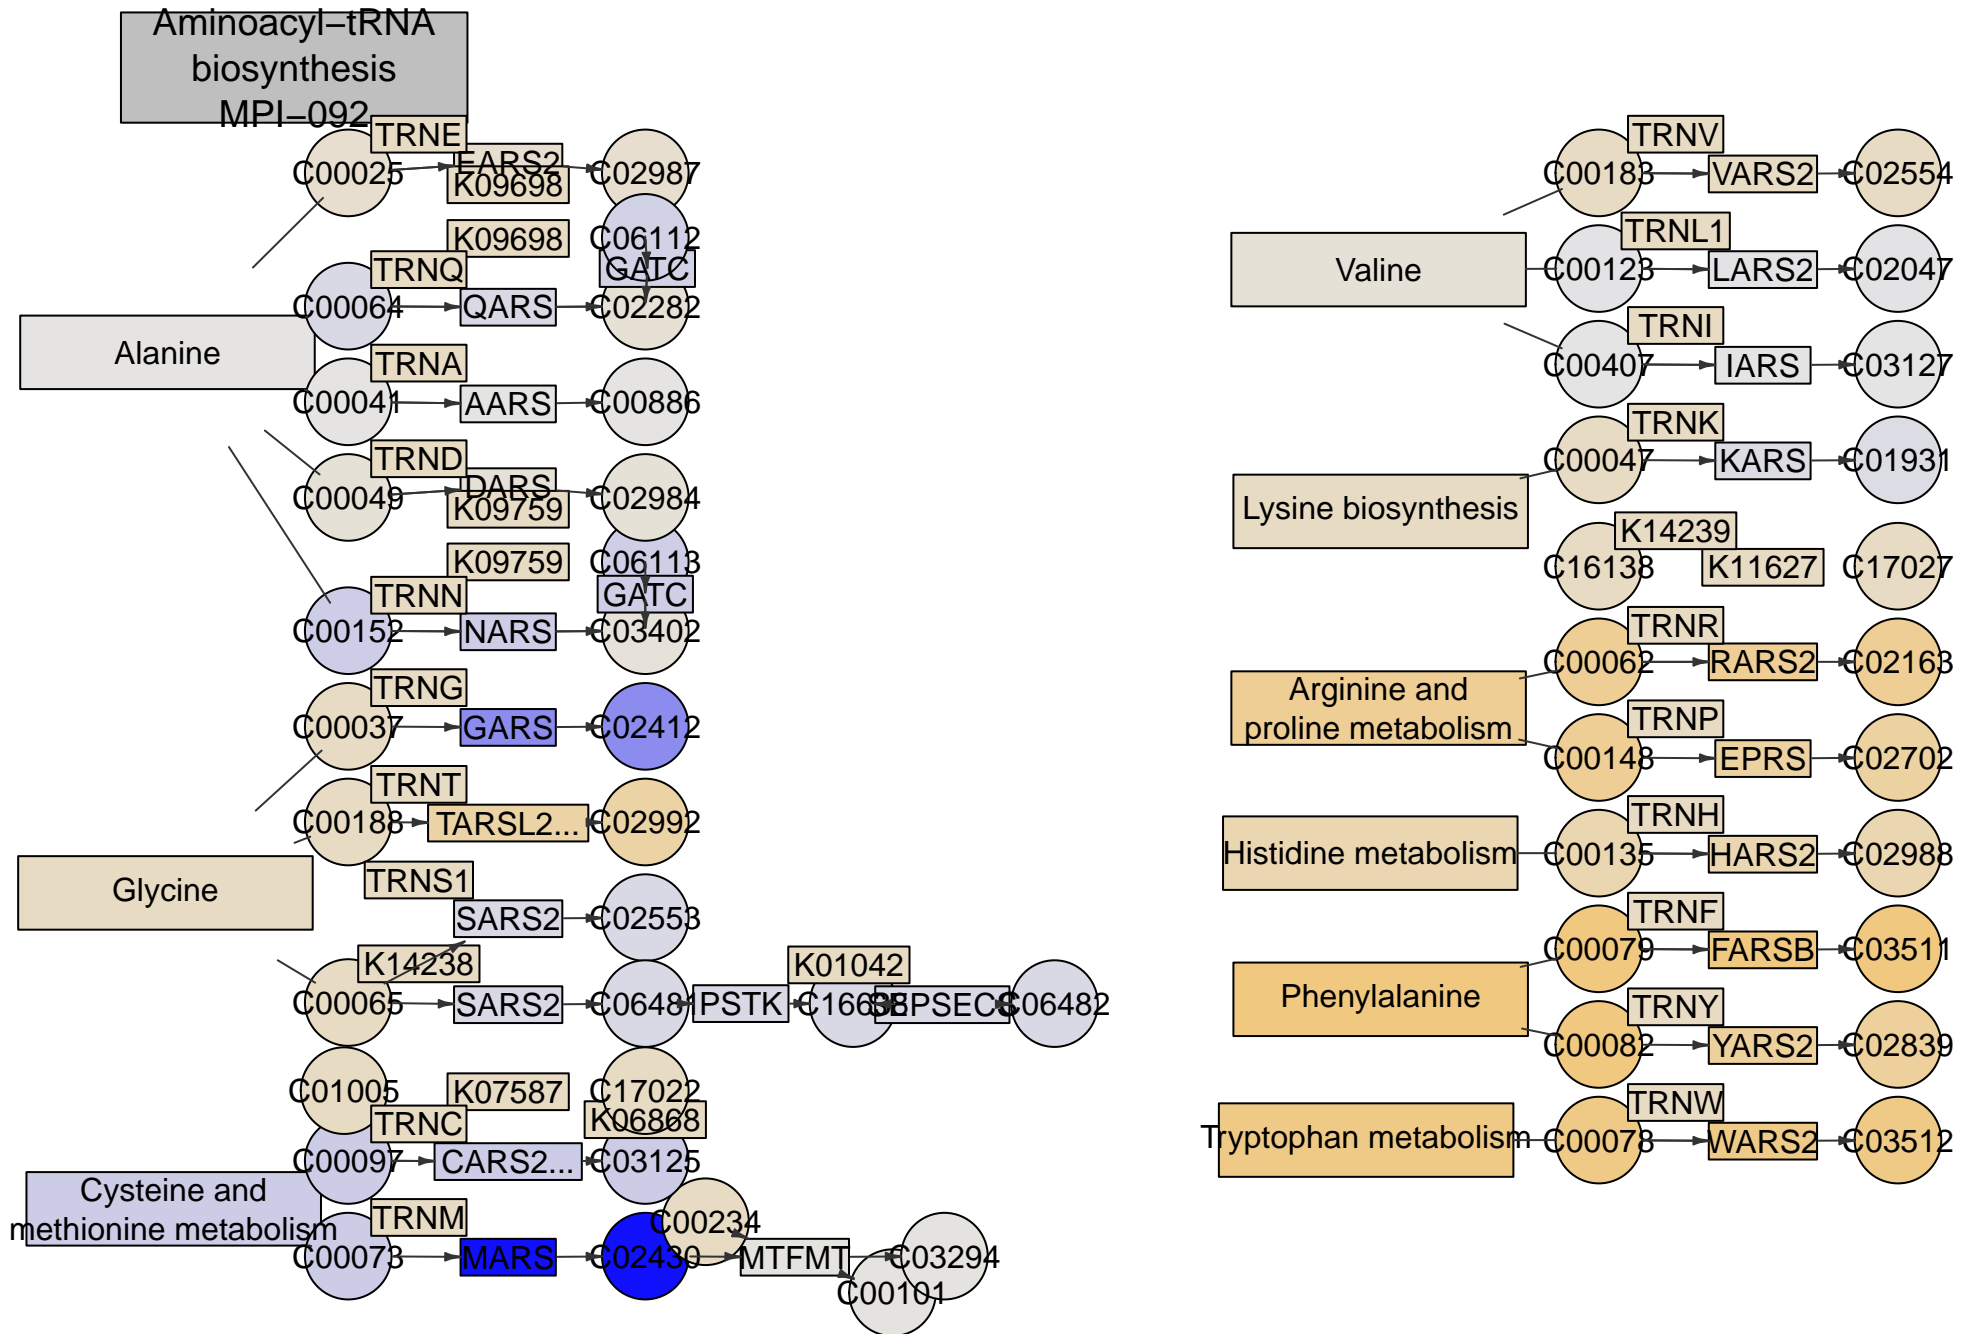 Aminoacyl−tRNA
biosynthesis
MPI−092
TRNE
C00025
EARS2
K09698
C02987
K09698
C06112
TRNQ
GATC
C00064
QARS
C02282
Alanine
TRNA
C00041
AARS
C00886
TRND
C00049
DARS
K09759
C02984
K09759
C06113
TRNN
GATC
C00152
NARS
C03402
TRNG
C00037
GARS
C02412
TRNT
C00188
TARSL2...
C02992
Glycine
TRNS1
SARS2
C02553
K14238
C00065
SARS2
C06481
PSTK
K01042
C16638
SEPSECS
C06482
C01005
K07587
C17022
K06868
TRNC
C00097
CARS2...
C03125
Cysteine and
methionine metabolism
TRNM
C00073
MARS
C02430
C00234
MTFMT
C03294
C00101
TRNV
C00183
VARS2
C02554
Valine
TRNL1
C00123
LARS2
C02047
TRNI
C00407
IARS
C03127
TRNK
C00047
KARS
C01931
Lysine biosynthesis
K14239
C16138
K11627
C17027
TRNR
C00062
RARS2
C02163
Arginine and
proline metabolism
TRNP
C00148
EPRS
C02702
TRNH
Histidine metabolism
C00135
HARS2
C02988
TRNF
C00079
FARSB
C03511
Phenylalanine
TRNY
C00082
YARS2
C02839
TRNW
Tryptophan metabolism
C00078
WARS2
C03512